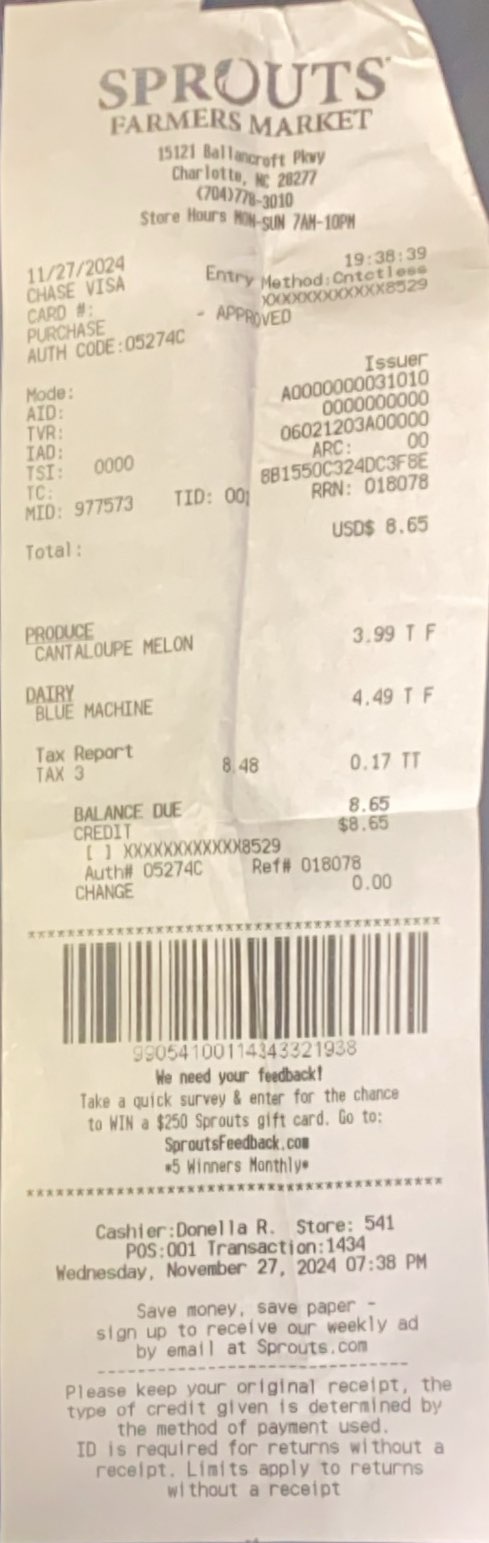 SPROUTS
FARMERS MARKET
15121 Ballancroft Pkwy
Charlotte, NC 28277
(704)778-3010
Store Hours MON-SUN 7AM-10PM
11/27/2024 19:38:39
CHASE VISA Entry Method:Cntctless
CARD #: XXXXXXXXXXXX8529
PURCHASE - APPROVED
AUTH CODE:05274C
Mode: Issuer
AID: A0000000031010
TVR: 0000000000
IAD: 06021203A00000
TSI: 0000 ARC: 00
TC: 8B1550C324DC3F8E
MID: 977573 TID: 001 RRN: 018078
Total: USD$ 8.65
PRODUCE
CANTALOUPE MELON 3.99 T F
DAIRY
BLUE MACHINE 4.49 T F
Tax Report
TAX 3 8.48 0.17 TT
BALANCE DUE 8.65
CREDIT $8.65
[ ] XXXXXXXXXXXX8529
Auth# 05274C Ref# 018078
CHANGE 0.00
****************************************
99054100114343321938
We need your feedback!
Take a quick survey & enter for the chance
to WIN a $250 Sprouts gift card. Go to:
SproutsFeedback.com
*5 Winners Monthly*
****************************************
Cashier:Donella R. Store: 541
POS:001 Transaction:1434
Wednesday, November 27, 2024 07:38 PM
Save money, save paper -
sign up to receive our weekly ad
by email at Sprouts.com
--------------------------------
Please keep your original receipt, the
type of credit given is determined by
the method of payment used.
ID is required for returns without a
receipt. Limits apply to returns
without a receipt